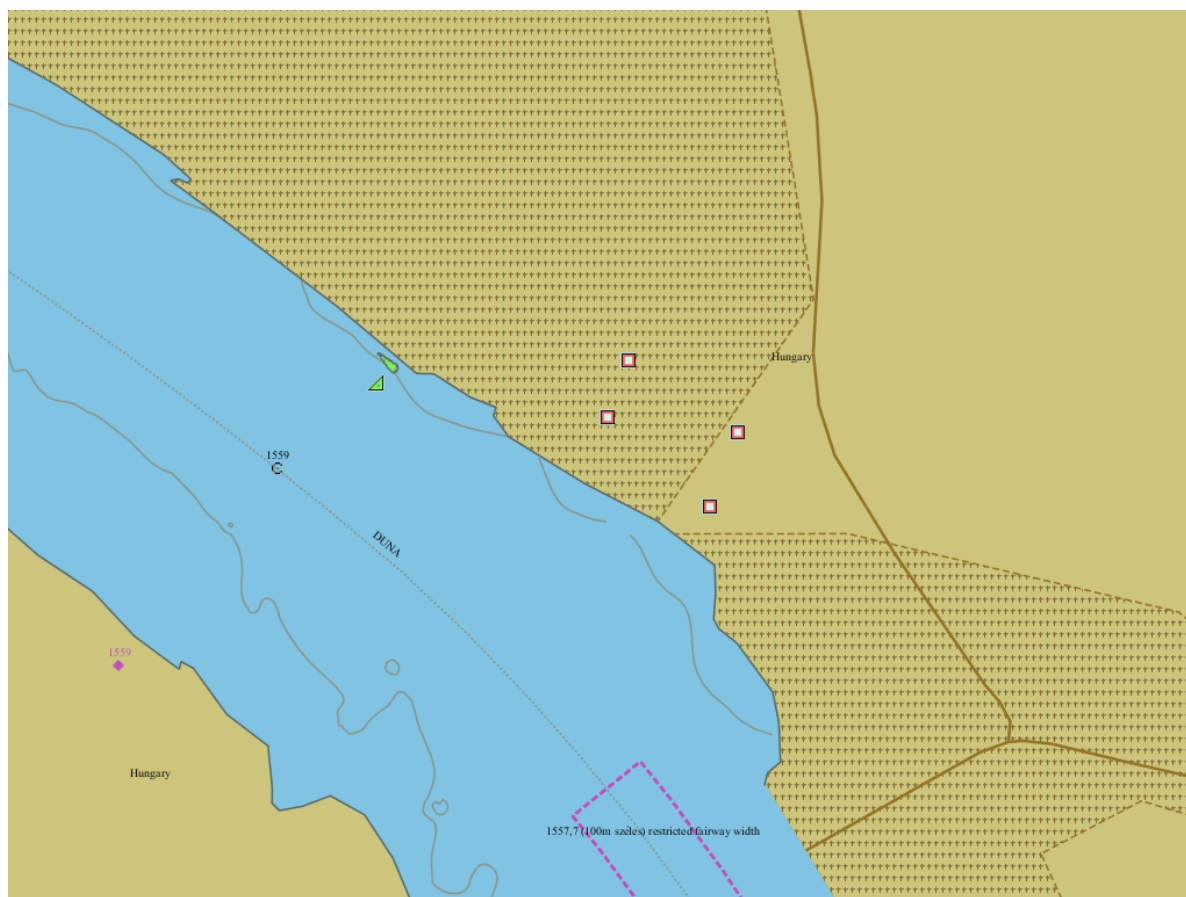 Hungary
1559
DUNA
1559
Hungary
1557,7 (100m széles) restricted fairway width